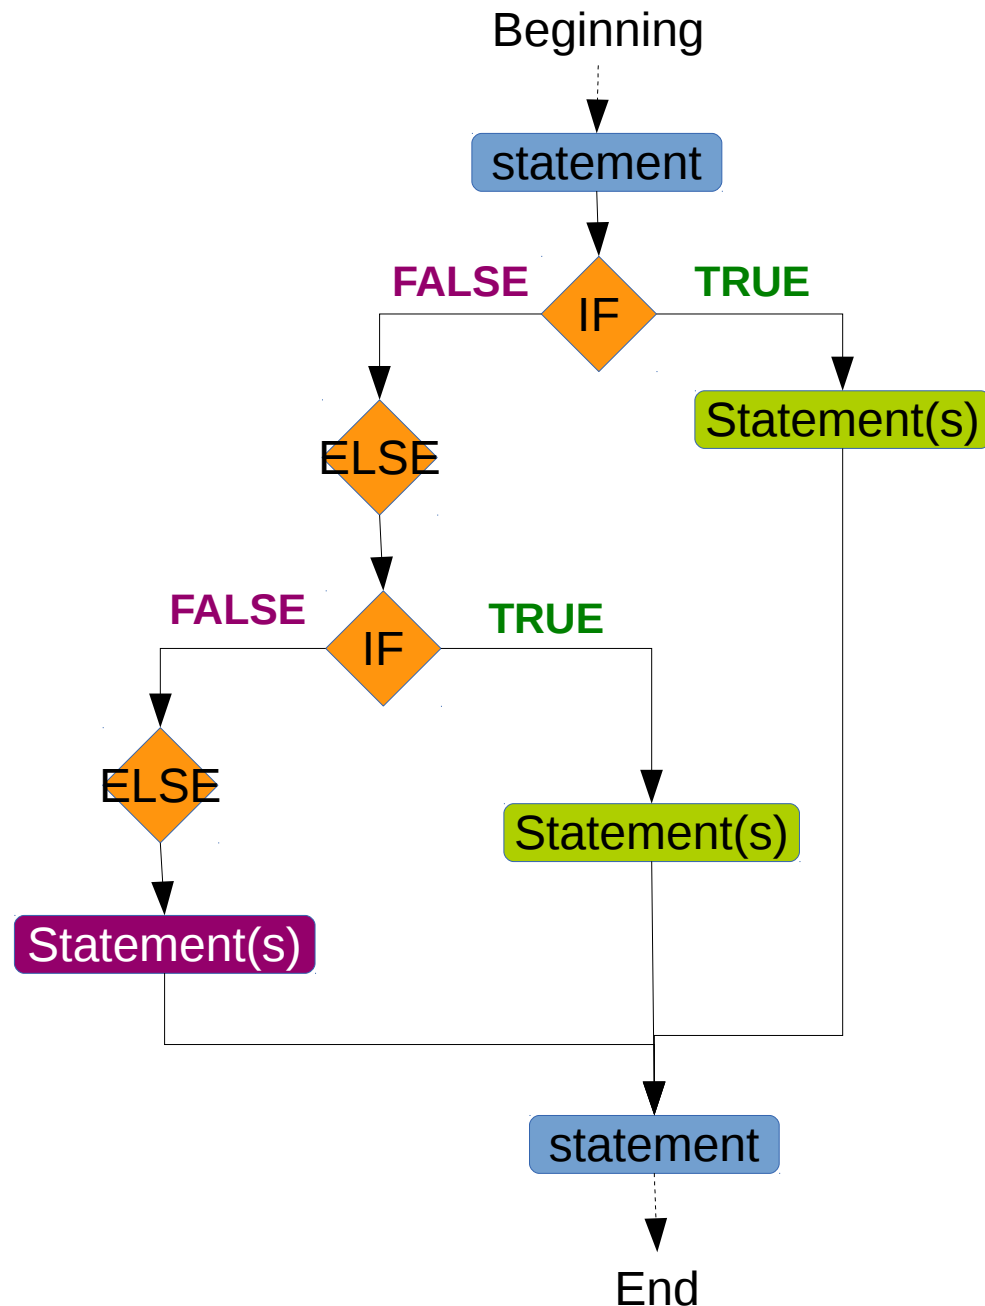 Beginning
statement
FALSE
TRUE
IF
Statement(s)
ELSE
FALSE
TRUE
IF
ELSE
Statement(s)
Statement(s)
statement
End